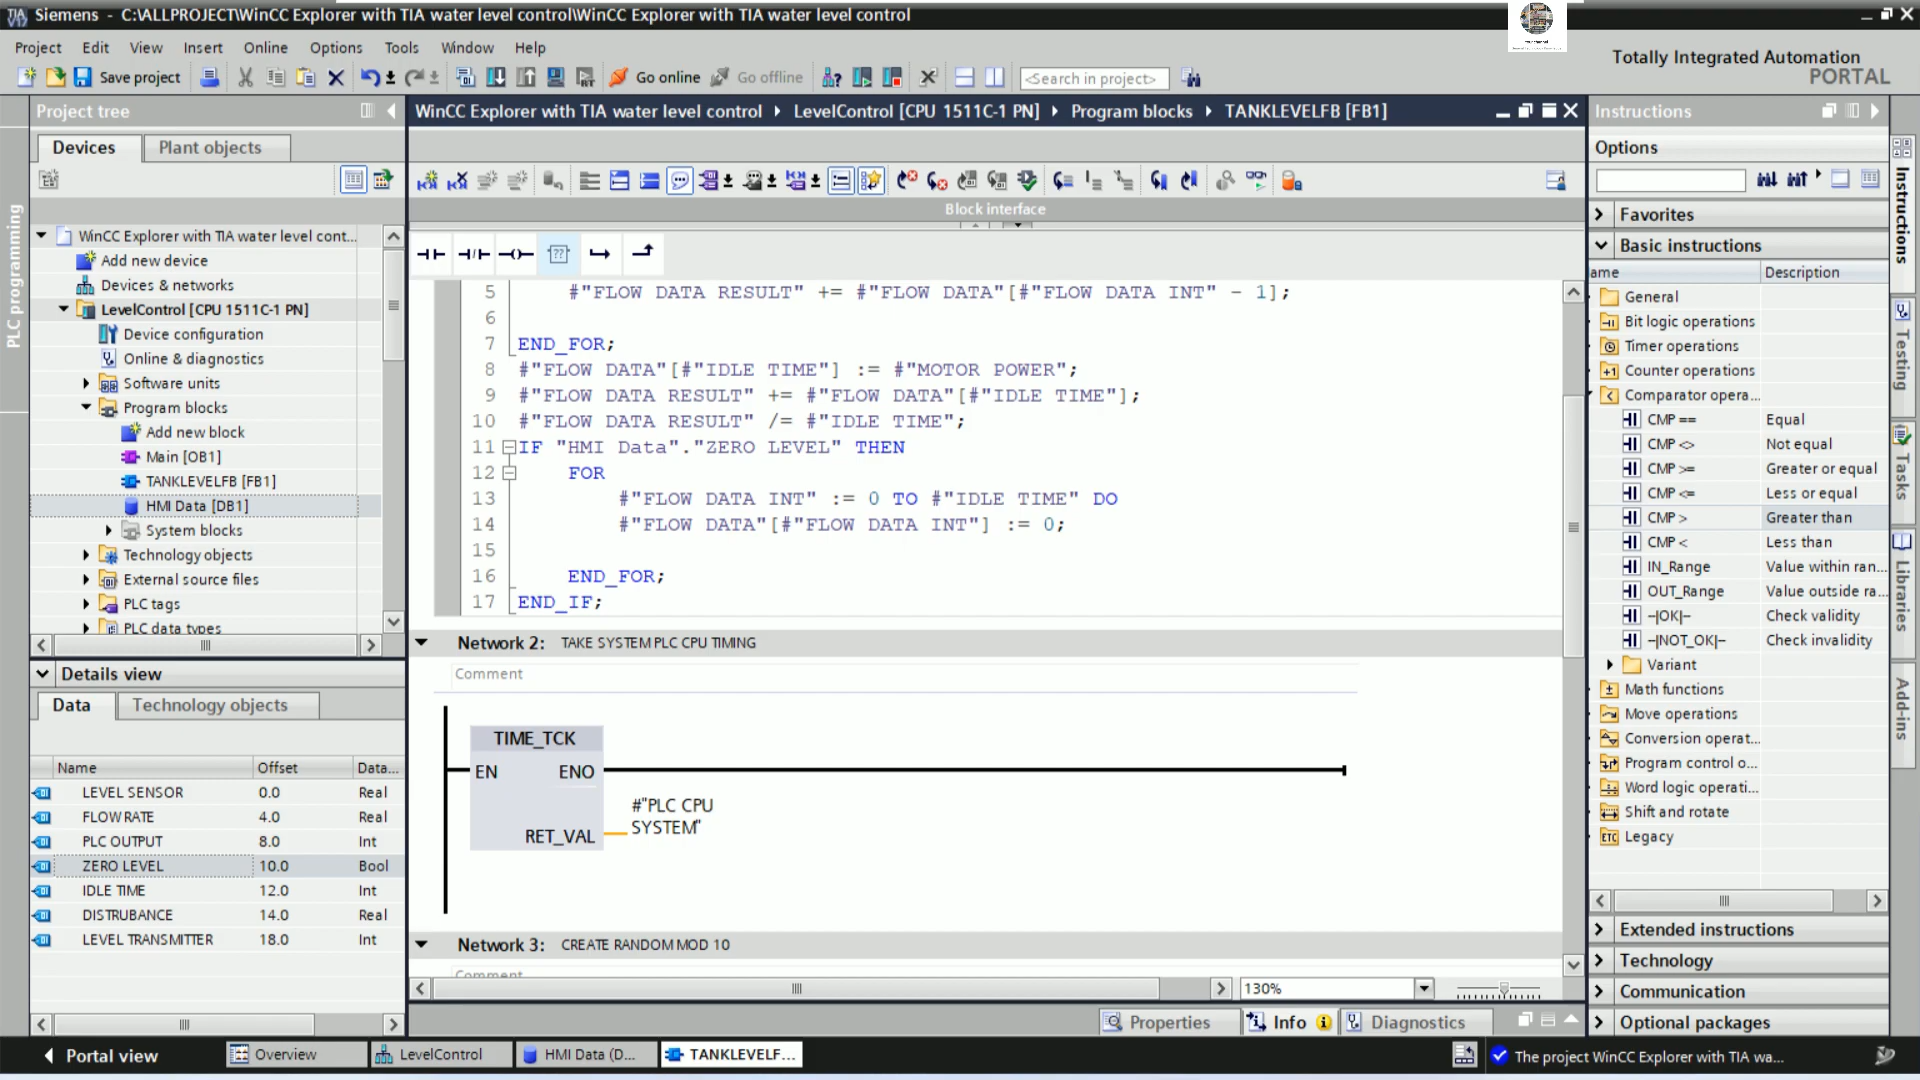 Siemens - C:\ALLPROJECT\WinCC Explorer with TIA water level control\WinCC Explorer with TIA water level control
Project Edit View Insert Online Options Tools Window Help
Totally Integrated Automation
PORTAL
Save project Go online Go offline <Search in project>
Project tree
WinCC Explorer with TIA water level control LevelControl [CPU 1511C-1 PN] Program blocks TANKLEVELFB [FB1]
Instructions
Devices Plant objects
Options
PLC programming
Block interface
WinCC Explorer with TIA water level cont...
Add new device
Devices & networks
LevelControl [CPU 1511C-1 PN]
Device configuration
Online & diagnostics
Software units
Program blocks
Add new block
Main [OB1]
TANKLEVELFB [FB1]
HMI Data [DB1]
System blocks
Technology objects
External source files
PLC tags
PLC data types
Details view
Data Technology objects
Name Offset Data...
LEVEL SENSOR 0.0 Real
FLOW RATE 4.0 Real
PLC OUTPUT 8.0 Int
ZERO LEVEL 10.0 Bool
IDLE TIME 12.0 Int
DISTRUBANCE 14.0 Real
LEVEL TRANSMITTER 18.0 Int
??
5 #"FLOW DATA RESULT" += #"FLOW DATA"[#"FLOW DATA INT" - 1];
6
7 END_FOR;
8 #"FLOW DATA"[#"IDLE TIME"] := #"MOTOR POWER";
9 #"FLOW DATA RESULT" += #"FLOW DATA"[#"IDLE TIME"];
10 #"FLOW DATA RESULT" /= #"IDLE TIME";
11 IF "HMI Data"."ZERO LEVEL" THEN
12 FOR
13 #"FLOW DATA INT" := 0 TO #"IDLE TIME" DO
14 #"FLOW DATA"[#"FLOW DATA INT"] := 0;
15
16 END_FOR;
17 END_IF;
Network 2: TAKE SYSTEM PLC CPU TIMING
Comment
TIME_TCK
EN ENO
#"PLC CPU
SYSTEM"
RET_VAL
Network 3: CREATE RANDOM MOD 10
Comment
130%
Properties Info Diagnostics
Favorites
Basic instructions
ame Description
General
Bit logic operations
Timer operations
Counter operations
Comparator opera...
CMP == Equal
CMP <> Not equal
CMP >= Greater or equal
CMP <= Less or equal
CMP > Greater than
CMP < Less than
IN_Range Value within ran...
OUT_Range Value outside ra...
-|OK|- Check validity
-|NOT_OK|- Check invalidity
Variant
Math functions
Move operations
Conversion operat...
Program control o...
Word logic operati...
Shift and rotate
Legacy
Extended instructions
Technology
Communication
Optional packages
Instructions
Testing
Tasks
Libraries
Add-ins
Portal view Overview LevelControl HMI Data (D... TANKLEVELF... The project WinCC Explorer with TIA wa...